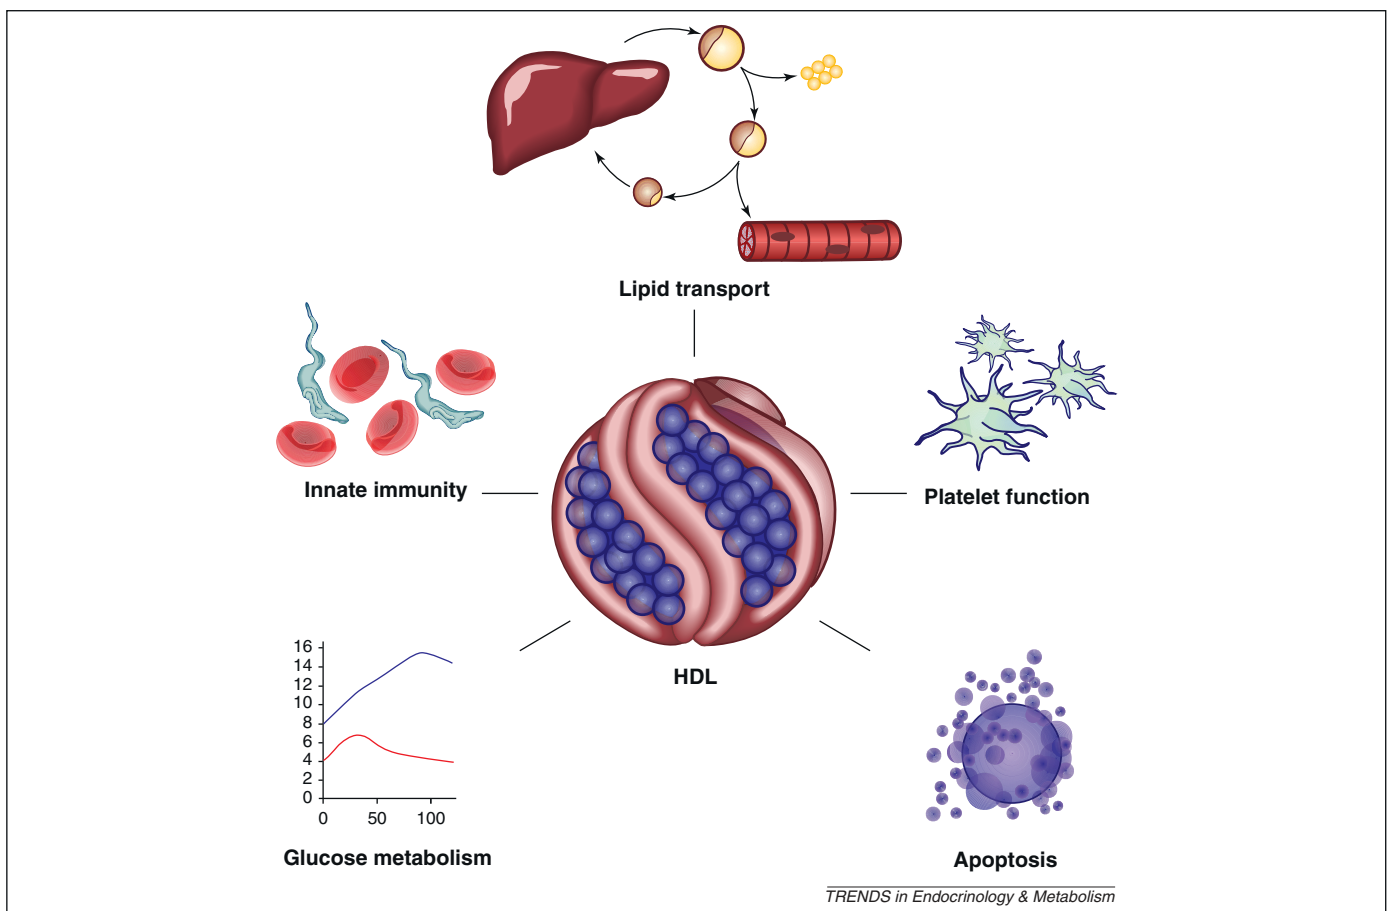 Lipid transport
Innate immunity
Platelet function
HDL
16
14
12
10
8
6
4
2
0
0 50 100
Glucose metabolism
Apoptosis
TRENDS in Endocrinology & Metabolism